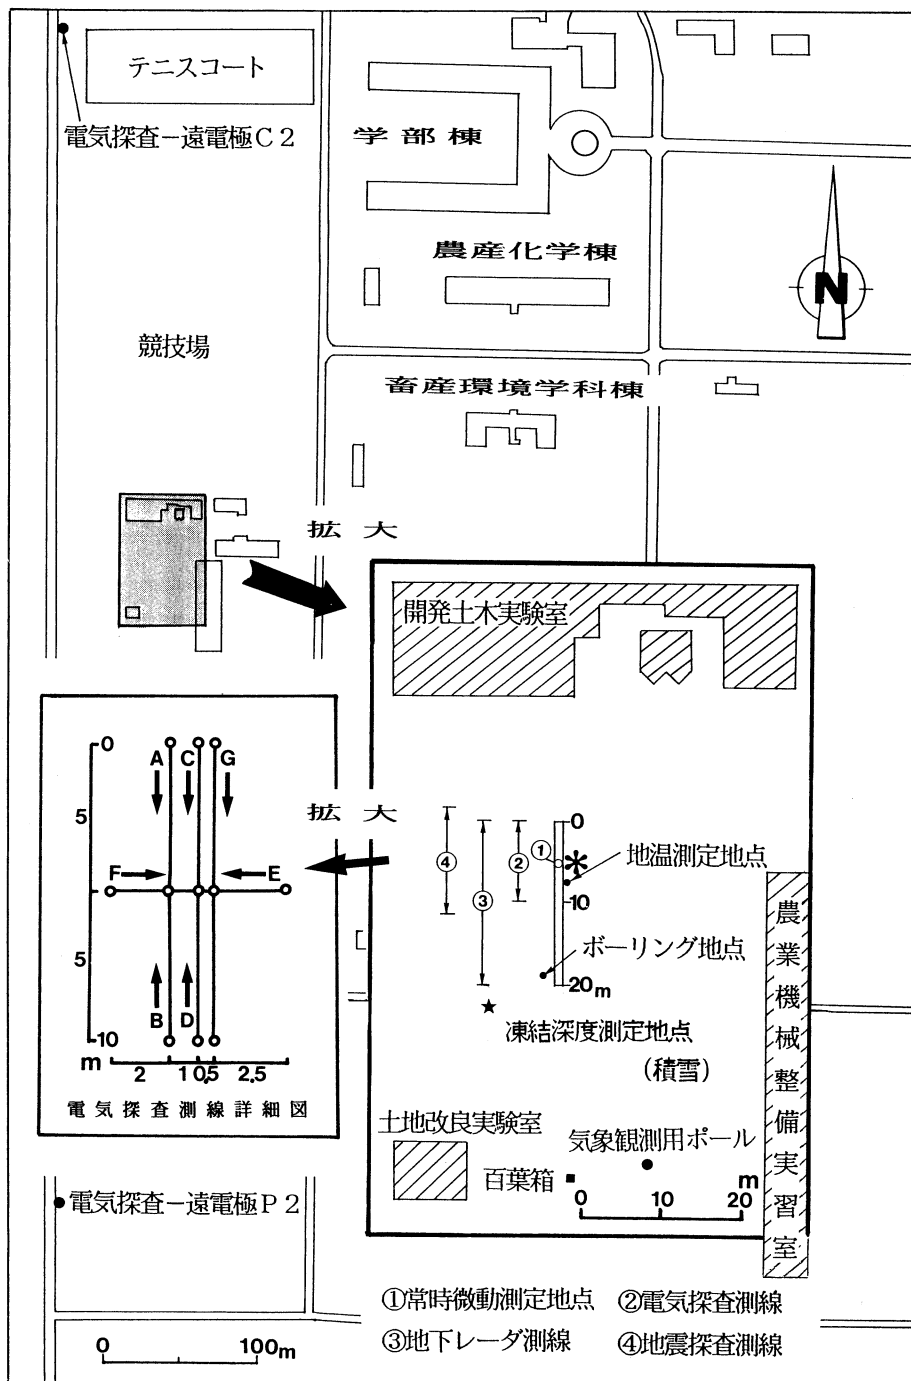 テニスコート
電気探査－遠電極C2
学部棟
農産化学棟
N
競技場
畜産環境学科棟
拡大
開発土木実験室
0
A C G
5
F E
5
B D
10
m
2 1 0.5 2.5
電気探査測線詳細図
拡大
④ ③ ② ①
0
地温測定地点
10
ボーリング地点
20m
★
凍結深度測定地点
(積雪)
農業機械整備実習室
土地改良実験室
気象観測用ポール
百葉箱
m
0 10 20
電気探査－遠電極P2
①常時微動測定地点 ②電気探査測線
③地下レーダ測線 ④地震探査測線
0 100m